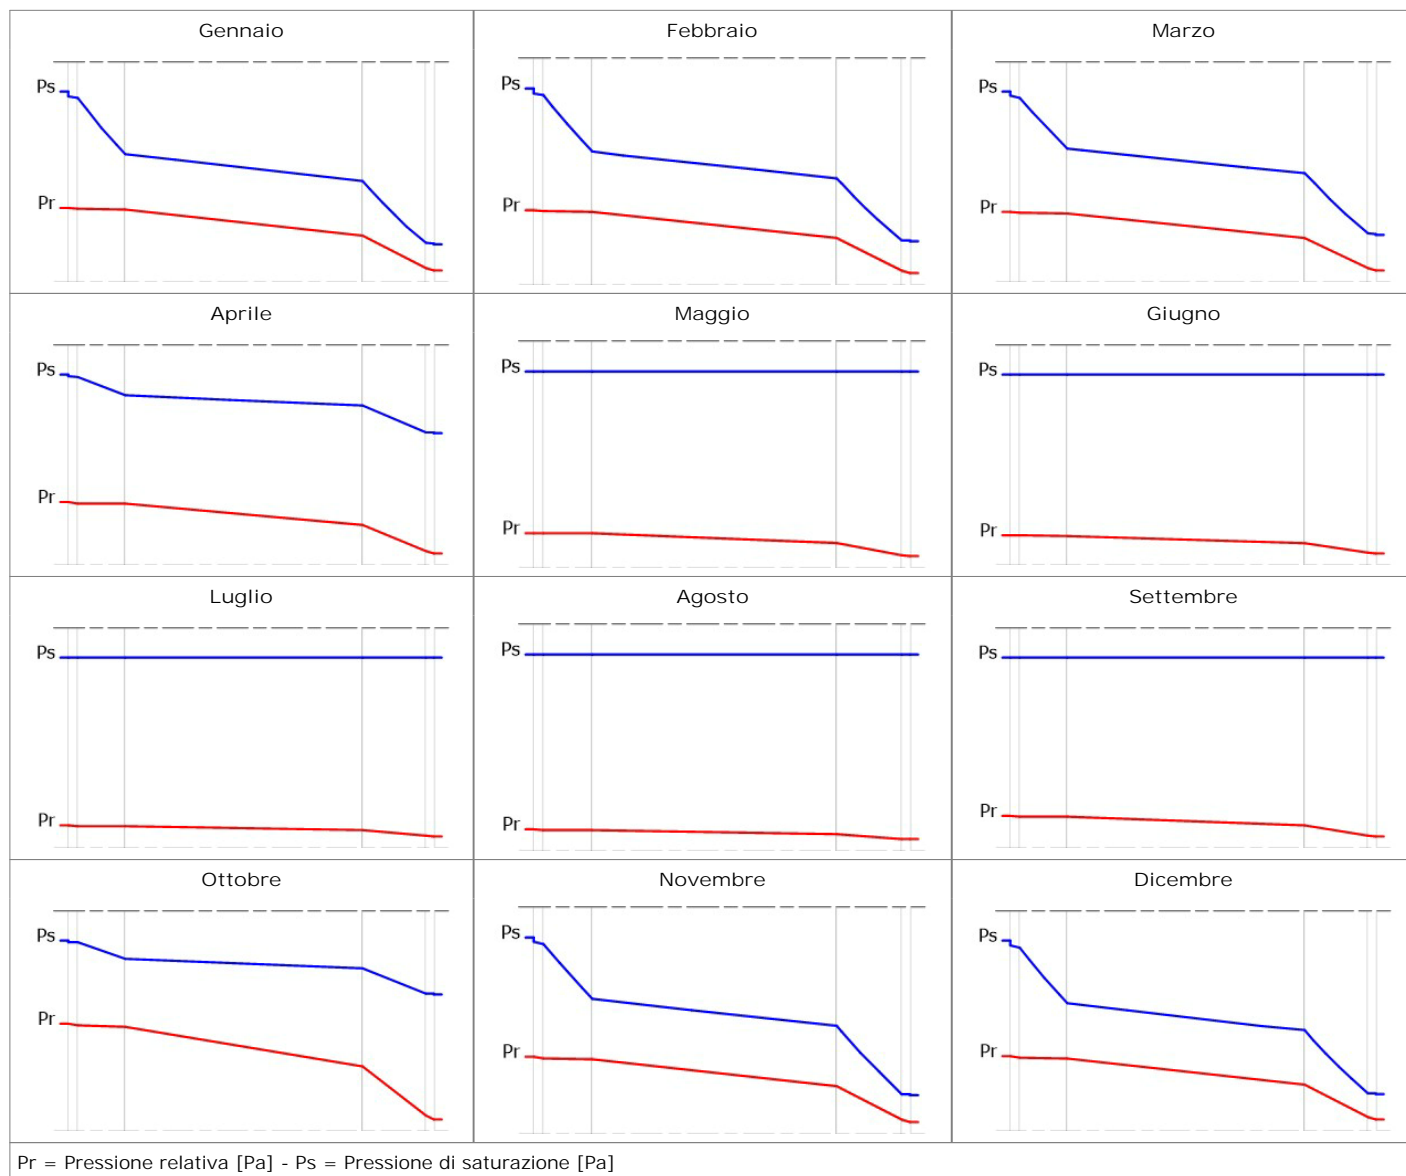 Gennaio
Febbraio
Marzo
Ps
Pr
Ps
Pr
Ps
Pr
Aprile
Maggio
Giugno
Ps
Pr
Ps
Pr
Ps
Pr
Luglio
Agosto
Settembre
Ps
Pr
Ps
Pr
Ps
Pr
Ottobre
Novembre
Dicembre
Ps
Pr
Ps
Pr
Ps
Pr
Pr = Pressione relativa [Pa] - Ps = Pressione di saturazione [Pa]